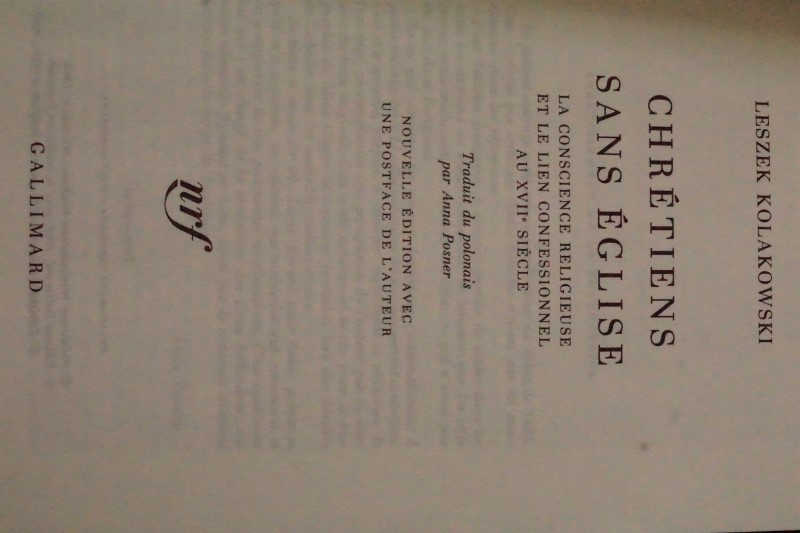 LESZEK KOLAKOWSKI
CHRÉTIENS
SANS ÉGLISE
LA CONSCIENCE RELIGIEUSE
ET LE LIEN CONFESSIONNEL
AU XVIIe SIÈCLE
Traduit du polonais
par Anna Posner
NOUVELLE ÉDITION AVEC
UNE POSTFACE DE L'AUTEUR
nrf
GALLIMARD